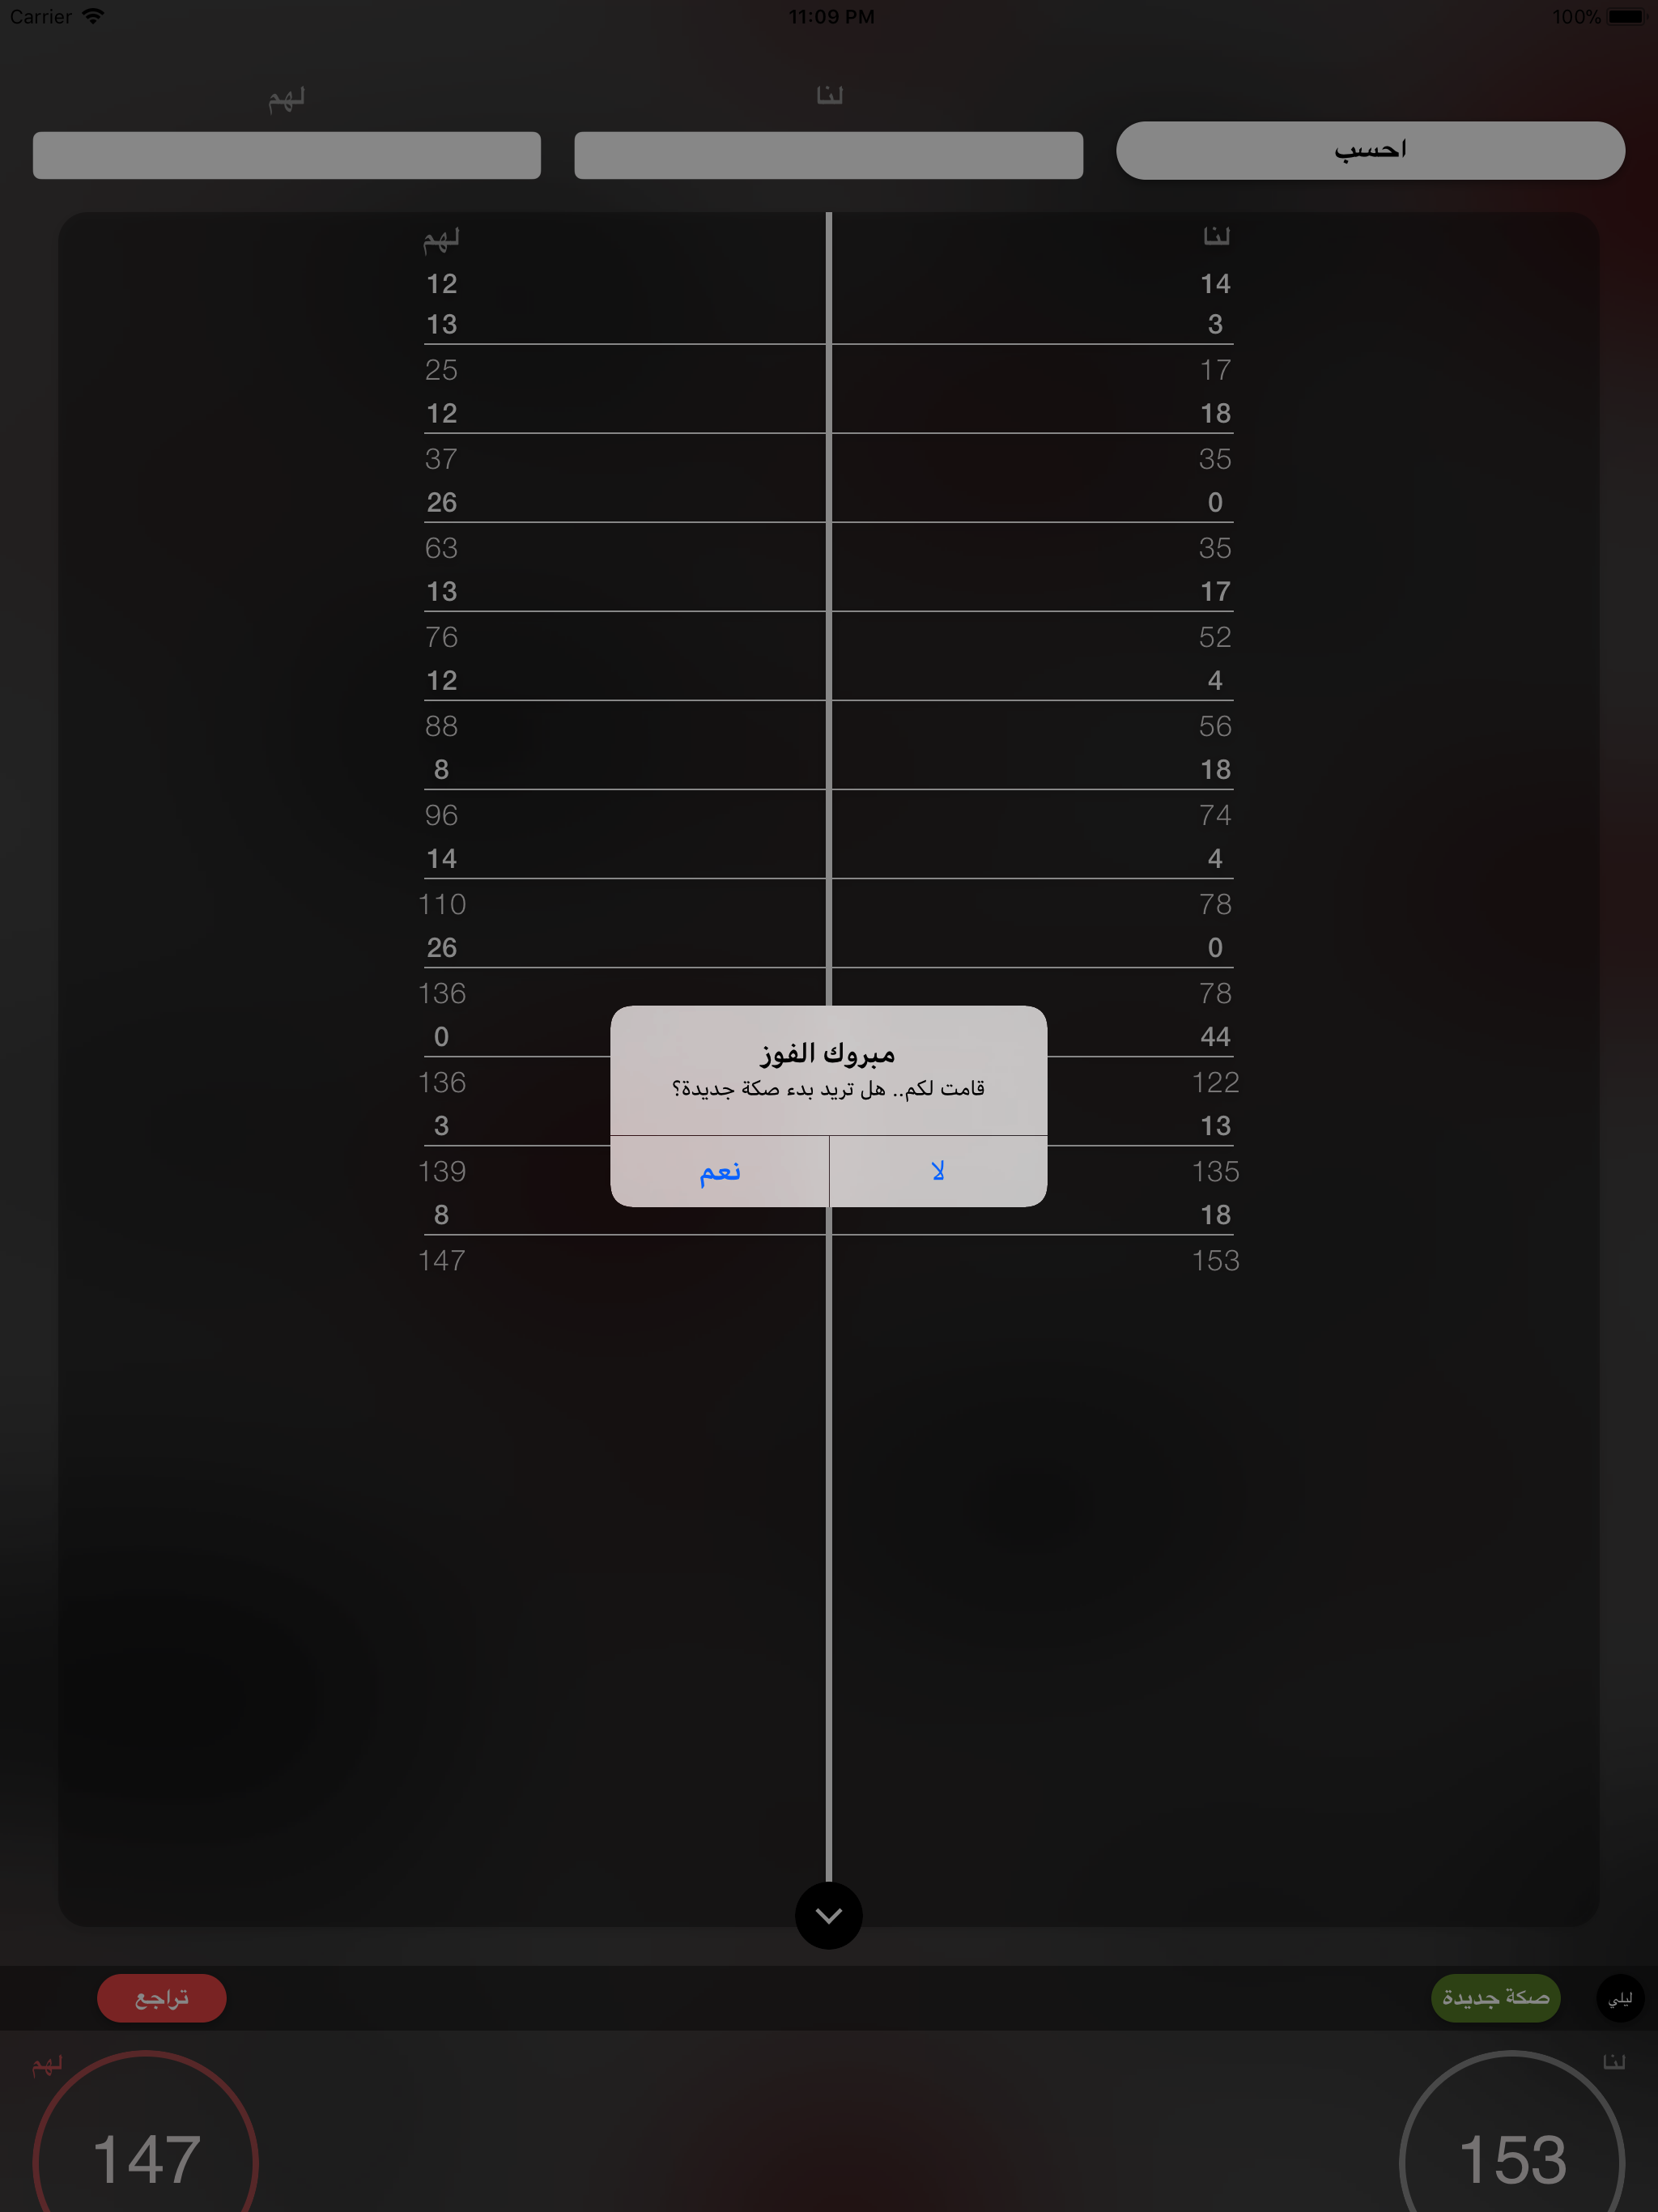 Carrier 11:09 PM 100%
لنا لهم
احسب
لنا لهم
14 12
3 13
17 25
18 12
35 37
0 26
35 63
17 13
52 76
4 12
56 88
18 8
74 96
4 14
78 110
0 26
78 136
44 0
122 136
13 3
135 139
18 8
153 147
مبروك الفوز
قامت لكم.. هل تريد بدء صكة جديدة؟
لا نعم
ليلي صكة جديدة تراجع
لنا لهم
153 147